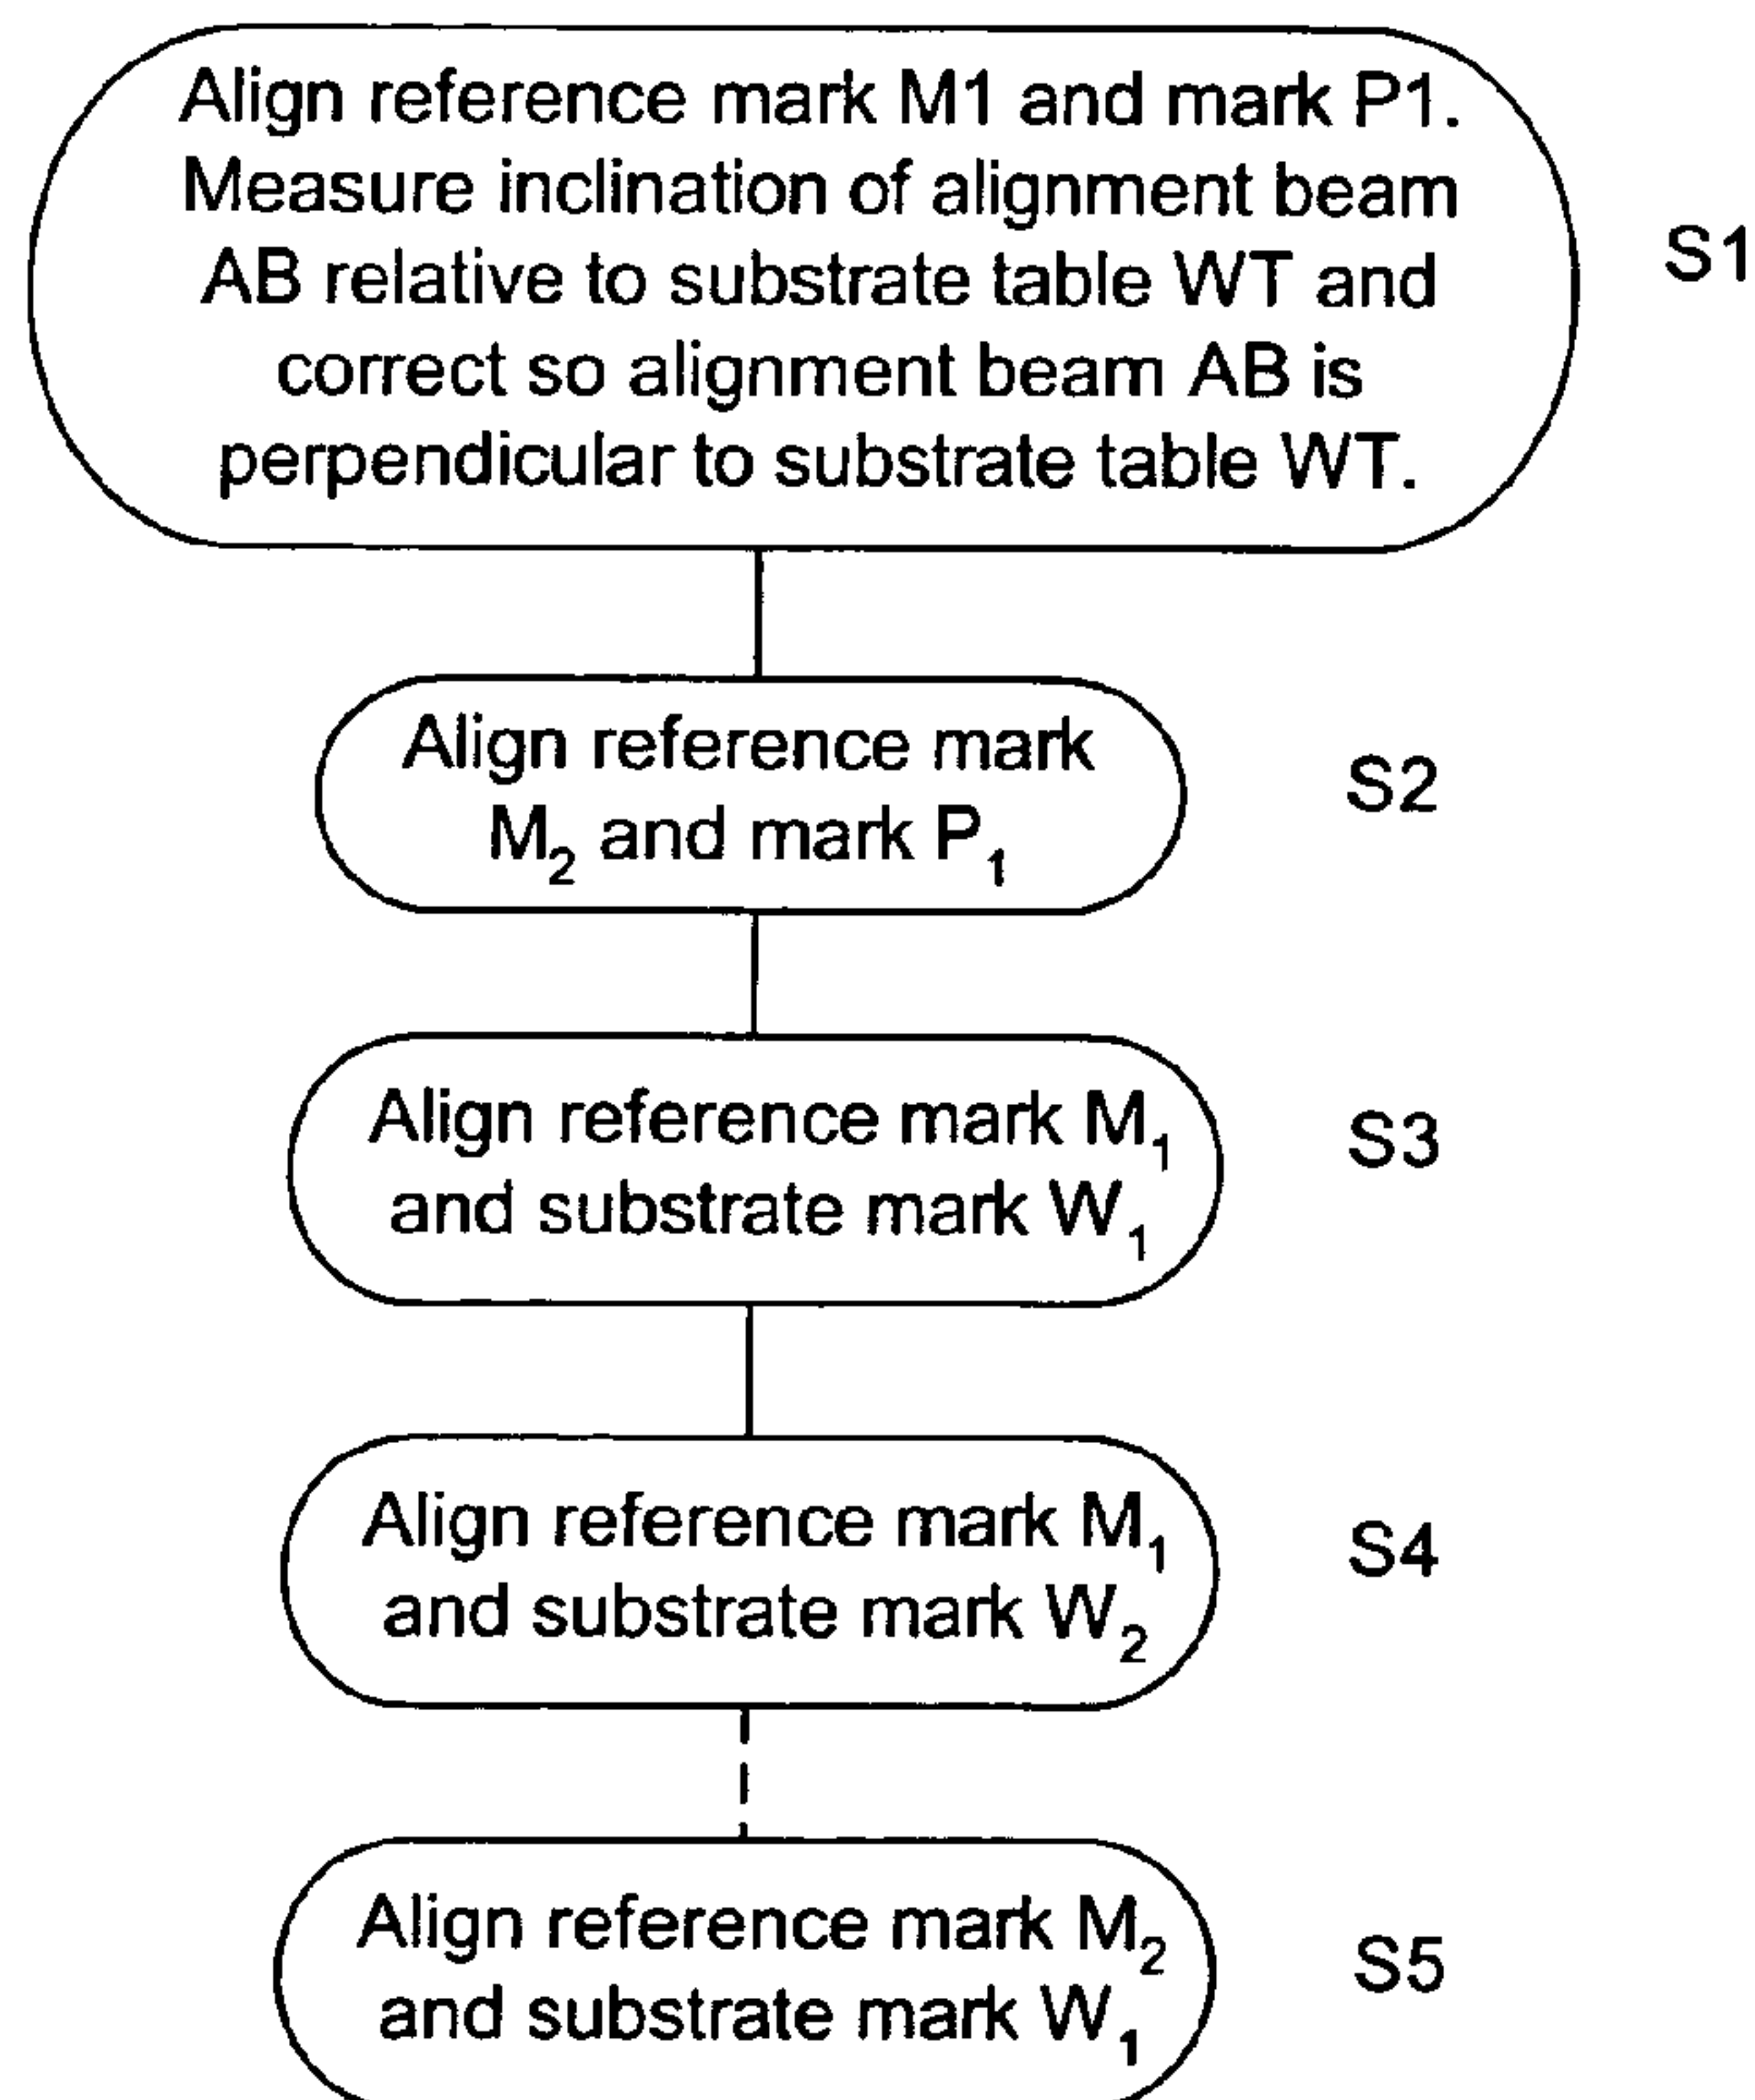 Align reference mark M1 and mark P1.
Measure inclination of alignment beam
AB relative to substrate table WT and
correct so alignment beam AB is
perpendicular to substrate table WT.
S1
Align reference mark
M₂ and mark P₁
S2
Align reference mark M₁
and substrate mark W₁
S3
Align reference mark M₁
and substrate mark W₂
S4
Align reference mark M₂
and substrate mark W₁
S5